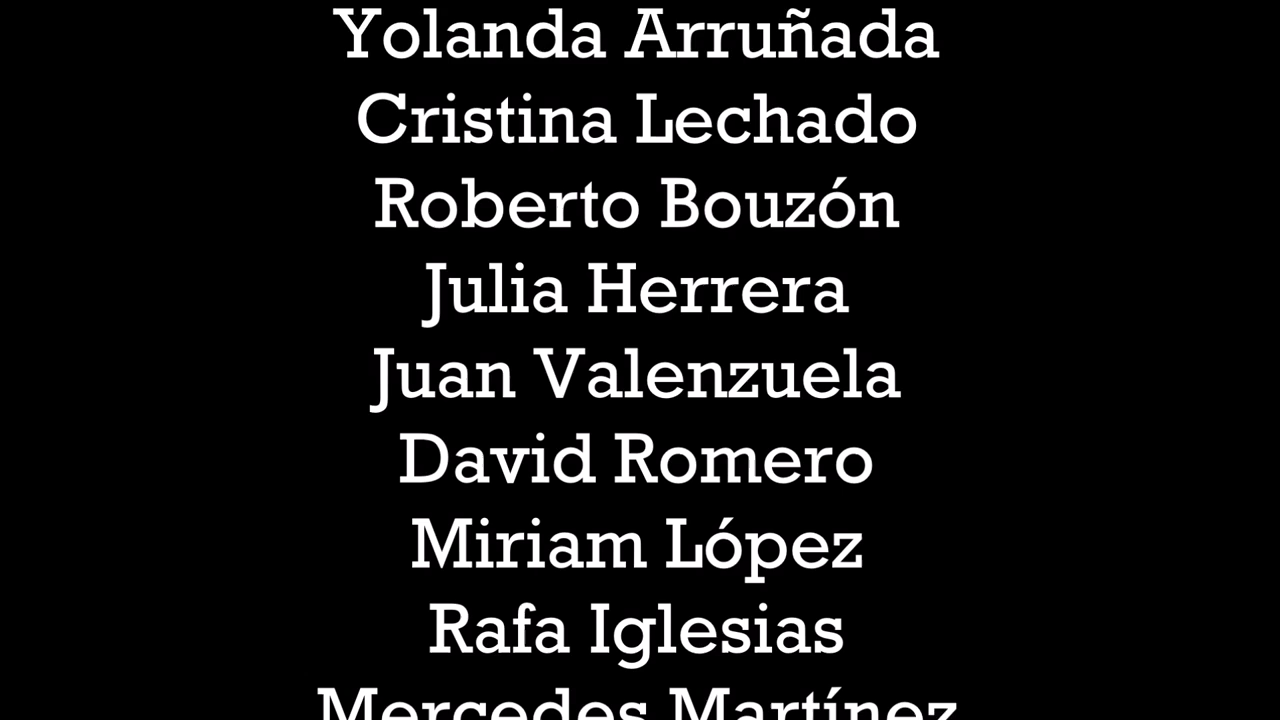 Yolanda Arruñada
Cristina Lechado
Roberto Bouzón
Julia Herrera
Juan Valenzuela
David Romero
Miriam López
Rafa Iglesias
Mercedes Martínez